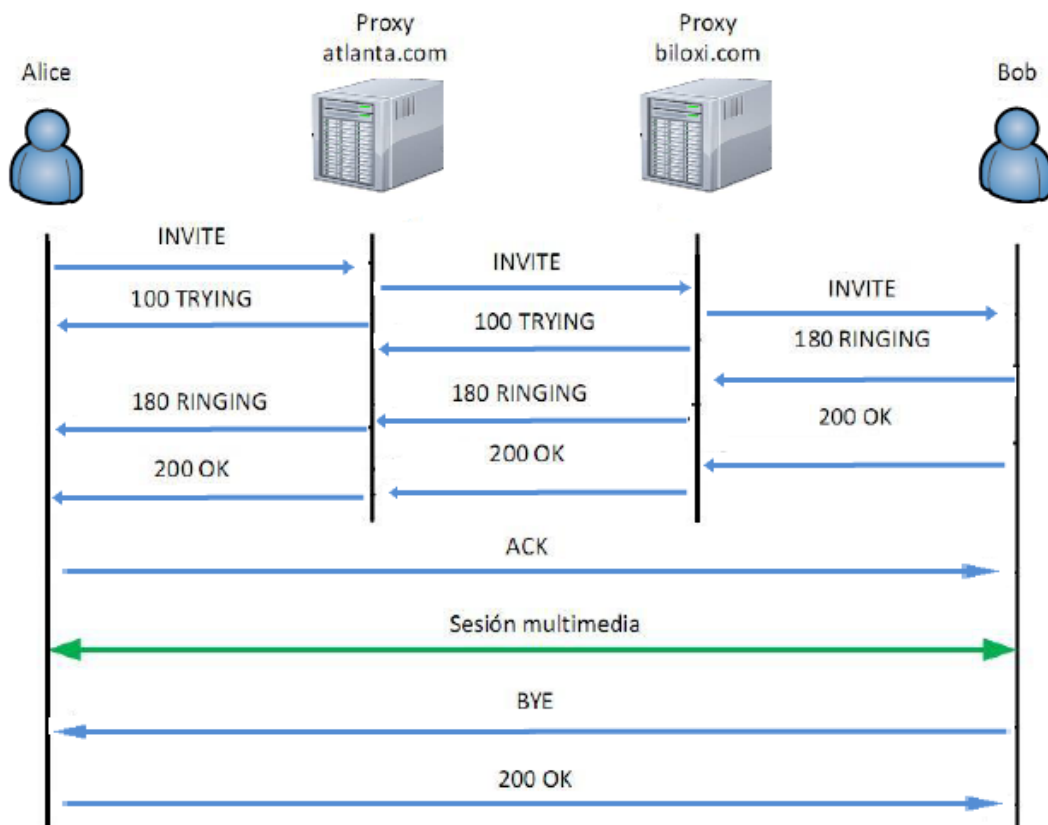 Alice
Proxy
atlanta.com
Proxy
biloxi.com
Bob
INVITE
INVITE
INVITE
100 TRYING
100 TRYING
180 RINGING
180 RINGING
180 RINGING
200 OK
200 OK
200 OK
ACK
Sesión multimedia
BYE
200 OK